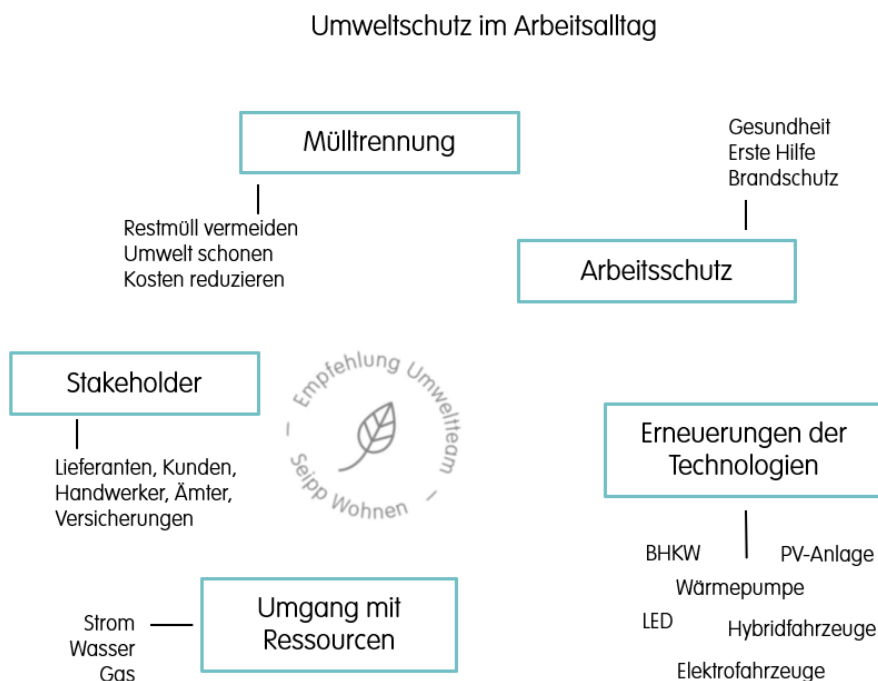 Umweltschutz im Arbeitsalltag
Mülltrennung
Restmüll vermeiden
Umwelt schonen
Kosten reduzieren
Gesundheit
Erste Hilfe
Brandschutz
Arbeitsschutz
Stakeholder
Lieferanten, Kunden,
Handwerker, Ämter,
Versicherungen
Empfehlung Umweltteam
Seipp Wohnen
Erneuerungen der
Technologien
BHKW
PV-Anlage
Wärmepumpe
LED
Hybridfahrzeuge
Elektrofahrzeuge
Umgang mit
Ressourcen
Strom
Wasser
Gas